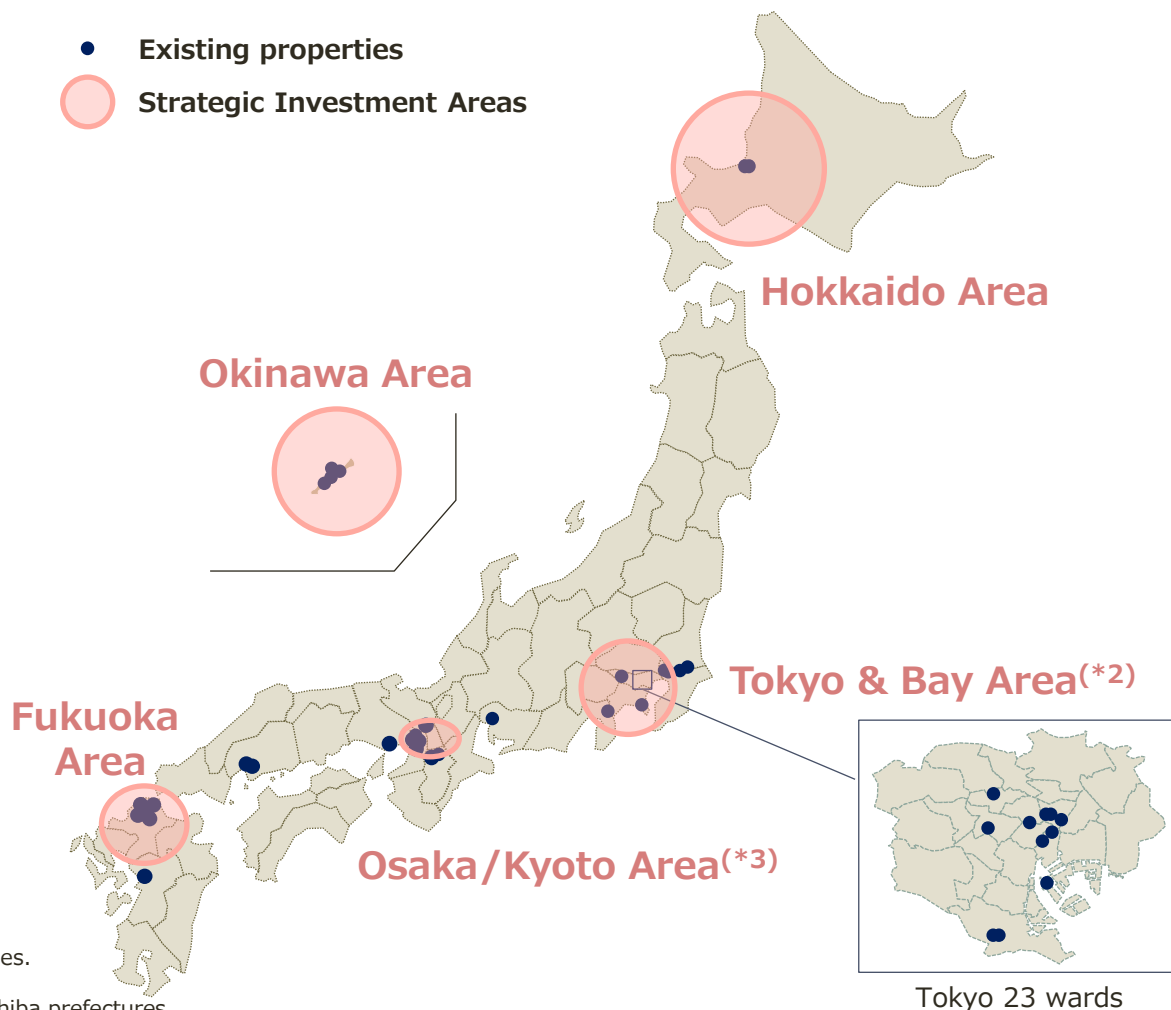 Existing properties
Strategic Investment Areas
Hokkaido Area
Okinawa Area
Tokyo & Bay Area(*2)
Fukuoka
Area
Osaka/Kyoto Area(*3)
Tokyo 23 wards
es.
prefectures